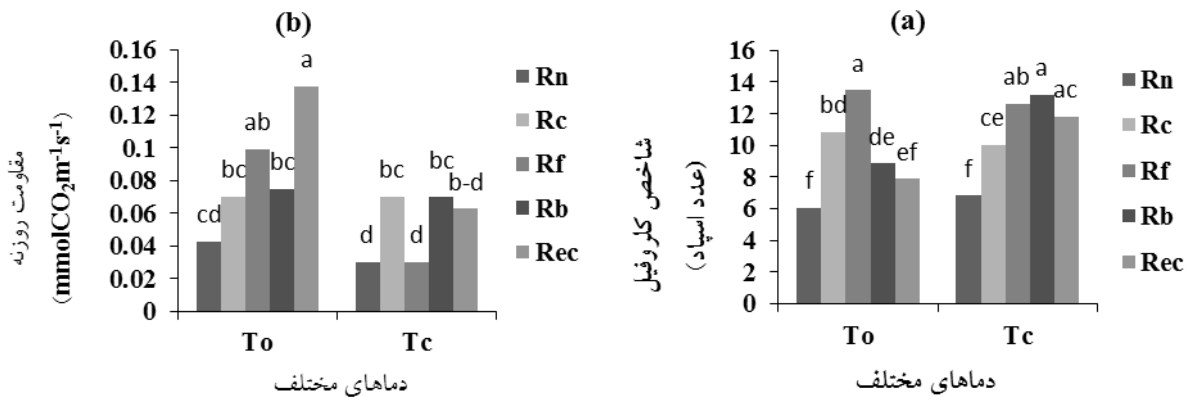 (b)
مقاومت روزنه
(mmolCO₂m⁻¹s⁻¹)
0.16
0.14
0.12
0.1
0.08
0.06
0.04
0.02
0
cd
bc
ab
bc
a
d
bc
d
bc
b-d
To
Tc
دماهای مختلف
Rn
Rc
Rf
Rb
Rec
(a)
شاخص کلروفیل
(عدد اسپاد)
16
14
12
10
8
6
4
2
0
f
bd
a
de
ef
f
ce
ab
a
ac
To
Tc
دماهای مختلف
Rn
Rc
Rf
Rb
Rec